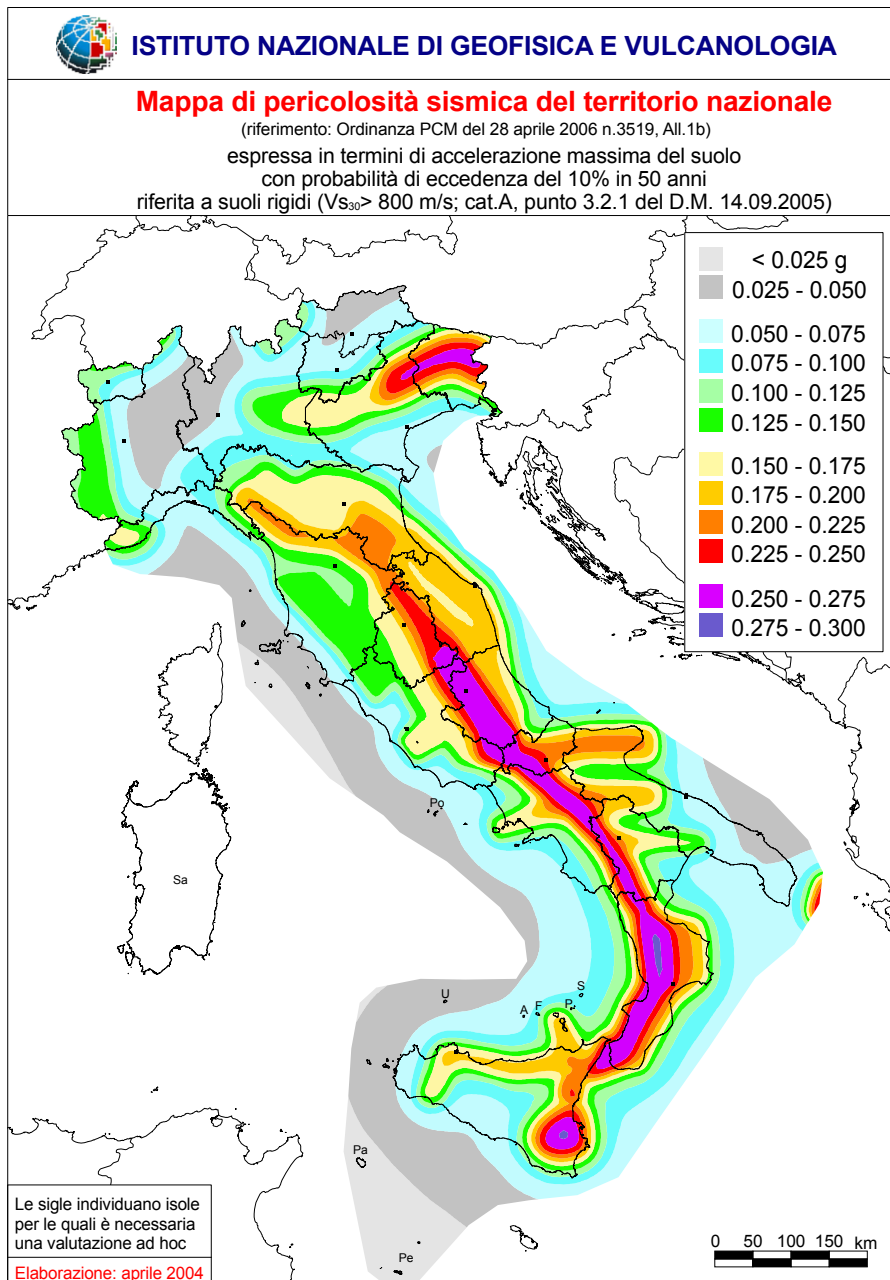 ISTITUTO NAZIONALE DI GEOFISICA E VULCANOLOGIA
Mappa di pericolosità sismica del territorio nazionale
(riferimento: Ordinanza PCM del 28 aprile 2006 n.3519, All.1b)
espressa in termini di accelerazione massima del suolo
con probabilità di eccedenza del 10% in 50 anni
riferita a suoli rigidi (Vs₃₀> 800 m/s; cat.A, punto 3.2.1 del D.M. 14.09.2005)
< 0.025 g
0.025 - 0.050
0.050 - 0.075
0.075 - 0.100
0.100 - 0.125
0.125 - 0.150
0.150 - 0.175
0.175 - 0.200
0.200 - 0.225
0.225 - 0.250
0.250 - 0.275
0.275 - 0.300
Po
Sa
U
A
F
P
S
Pa
Pe
Le sigle individuano isole
per le quali è necessaria
una valutazione ad hoc
Elaborazione: aprile 2004
0 50 100 150 km